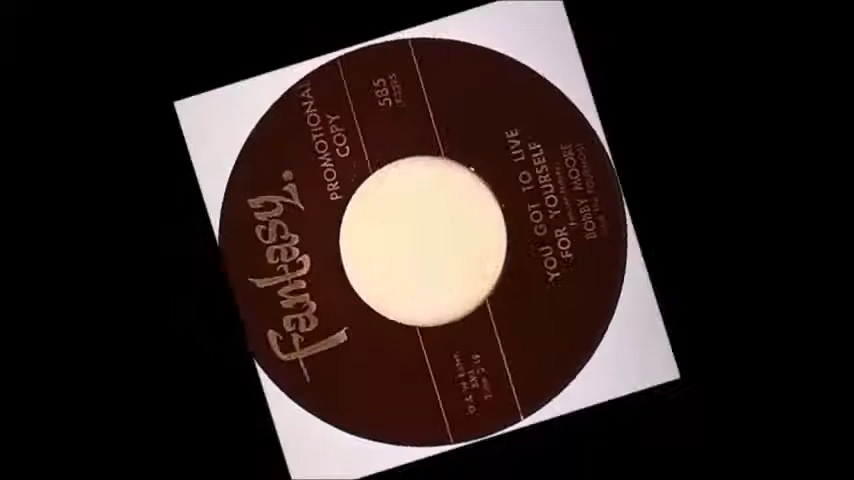 fantasy.
PROMOTIONAL
COPY
585
YOU GOT TO LIVE
FOR YOURSELF
BOBBY MOORE